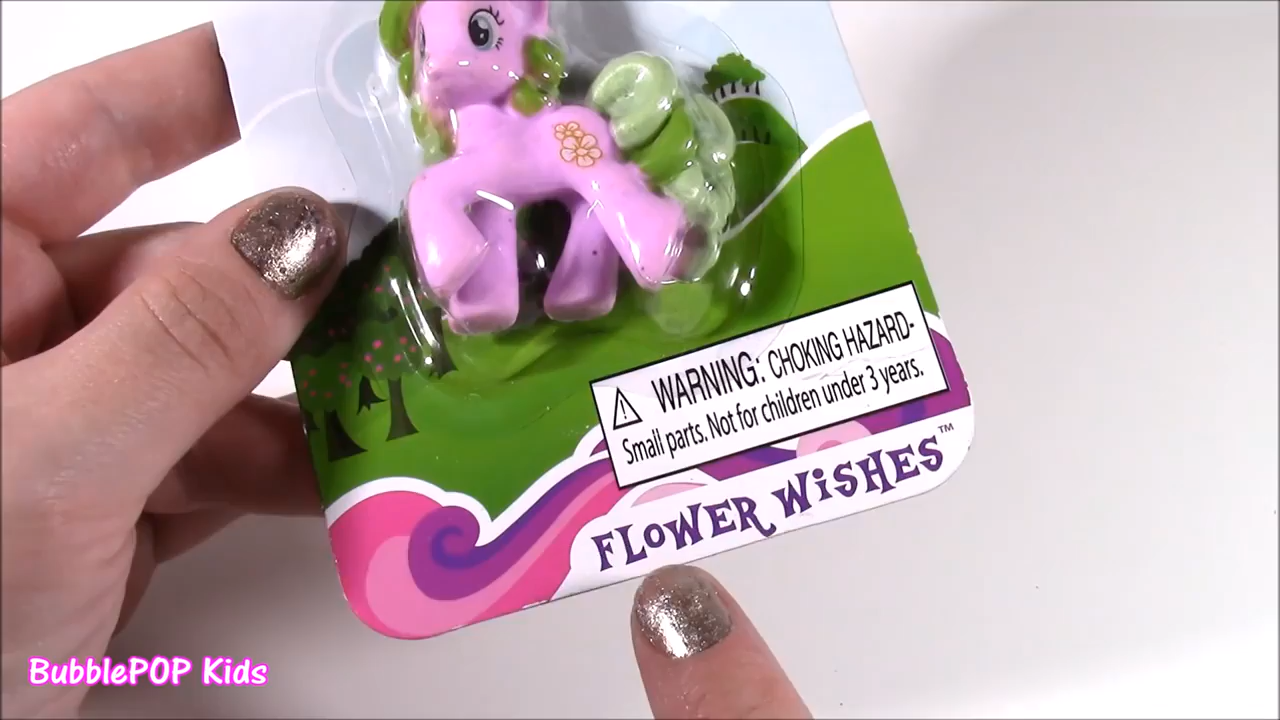 WARNING: CHOKING HAZARD-
Small parts. Not for children under 3 years.
FLOWER WISHES™
BubblePOP Kids